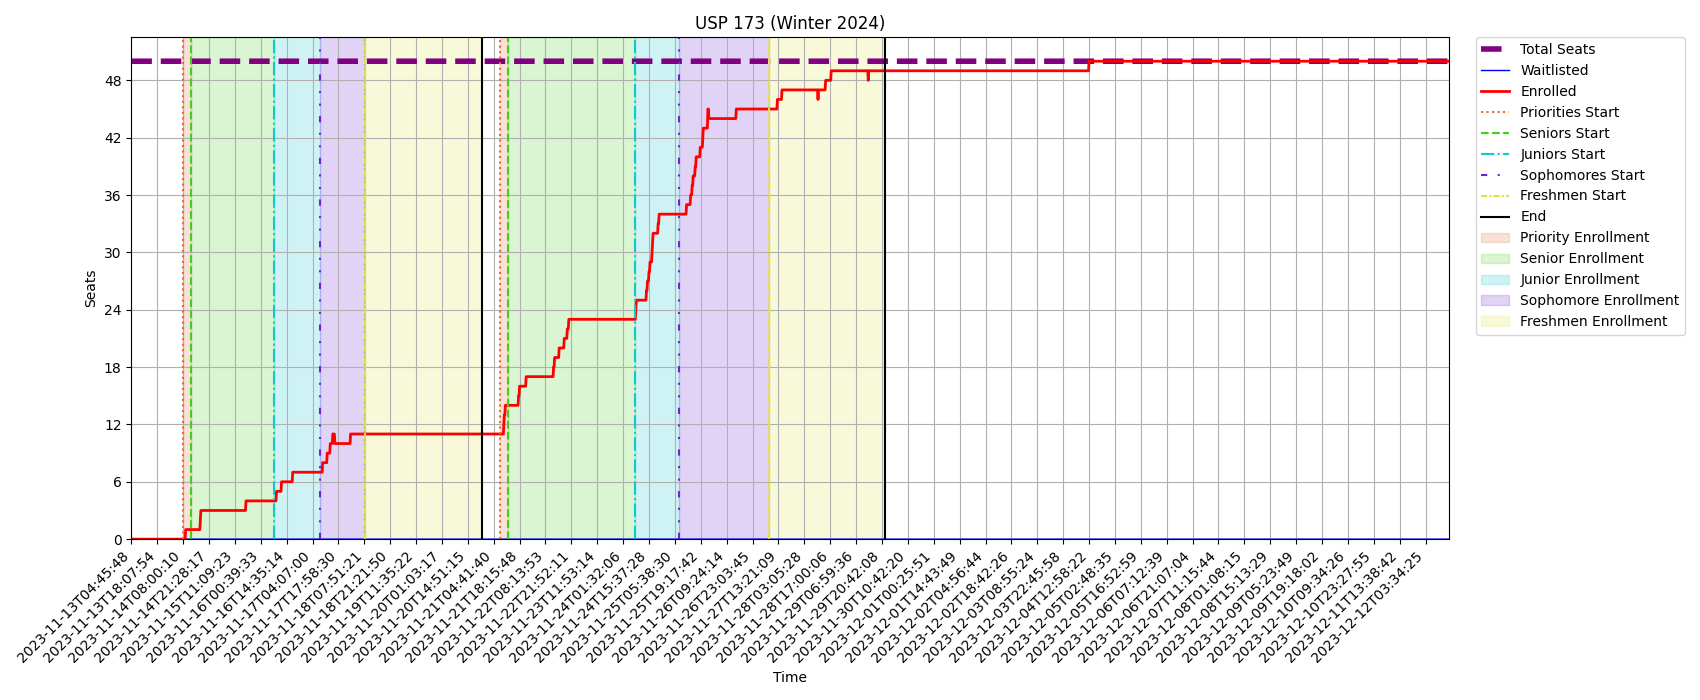 USP 173 (Winter 2024)
Total Seats
Waitlisted
Enrolled
Priorities Start
Seniors Start
Juniors Start
Sophomores Start
Freshmen Start
End
Priority Enrollment
Senior Enrollment
Junior Enrollment
Sophomore Enrollment
Freshmen Enrollment
Seats
48
42
36
30
24
18
12
6
0
2023-11-13T04:45:48
2023-11-13T18:07:54
2023-11-14T08:00:10
2023-11-14T21:28:17
2023-11-15T11:09:23
2023-11-16T00:39:33
2023-11-16T14:35:14
2023-11-17T04:07:00
2023-11-17T17:58:30
2023-11-18T07:51:21
2023-11-18T21:21:50
2023-11-19T11:35:22
2023-11-20T01:03:17
2023-11-20T14:51:15
2023-11-21T04:41:40
2023-11-21T18:15:48
2023-11-22T08:13:53
2023-11-22T21:52:11
2023-11-23T11:53:14
2023-11-24T01:32:06
2023-11-24T15:37:28
2023-11-25T05:38:30
2023-11-25T19:17:42
2023-11-26T09:24:14
2023-11-26T23:03:45
2023-11-27T13:21:09
2023-11-28T03:05:28
2023-11-28T17:00:06
2023-11-29T06:59:36
2023-11-29T20:42:08
2023-11-30T10:42:20
2023-12-01T00:25:51
2023-12-01T14:43:49
2023-12-02T04:56:44
2023-12-02T18:42:26
2023-12-03T08:55:24
2023-12-03T22:45:58
2023-12-04T12:58:22
2023-12-05T02:48:35
2023-12-05T16:52:59
2023-12-06T07:12:39
2023-12-06T21:07:04
2023-12-07T11:15:44
2023-12-08T01:08:15
2023-12-08T15:13:29
2023-12-09T05:23:49
2023-12-09T19:18:02
2023-12-10T09:34:26
2023-12-10T23:27:55
2023-12-11T13:38:42
2023-12-12T03:34:25
Time